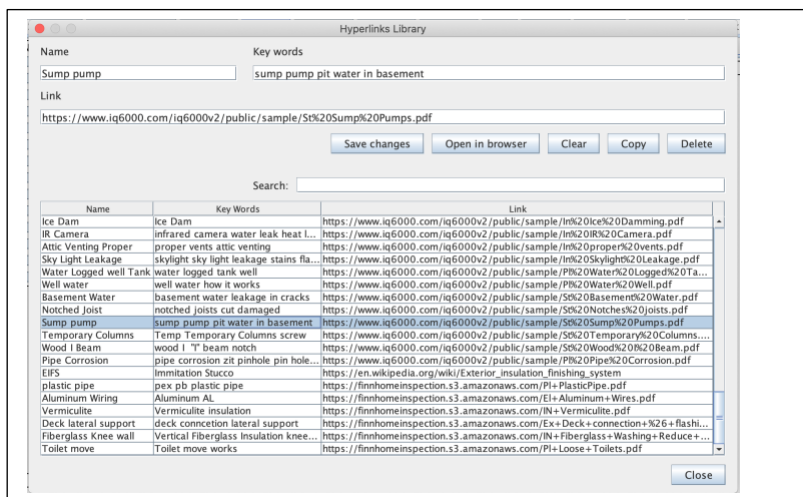 Hyperlinks Library
Name Key words
Sump pump sump pump pit water in basement
Link
https://www.iq6000.com/iq6000v2/public/sample/St%20Sump%20Pumps.pdf
Save changes Open in browser Clear Copy Delete
Search:
Name Key Words Link
Ice Dam Ice Dam https://www.iq6000.com/iq6000v2/public/sample/In%20Ice%20Damming.pdf
IR Camera infrared camera water leak heat l... https://www.iq6000.com/iq6000v2/public/sample/In%20IR%20Camera.pdf
Attic Venting Proper proper vents attic venting https://www.iq6000.com/iq6000v2/public/sample/In%20proper%20vents.pdf
Sky Light Leakage skylight sky light leakage stains fla... https://www.iq6000.com/iq6000v2/public/sample/In%20Skylight%20Leakage.pdf
Water Logged well Tank water logged tank well https://www.iq6000.com/iq6000v2/public/sample/Pl%20Water%20Logged%20Ta...
Well water well water how it works https://www.iq6000.com/iq6000v2/public/sample/Pl%20Water%20Well.pdf
Basement Water basement water leakage in cracks https://www.iq6000.com/iq6000v2/public/sample/St%20Basement%20Water.pdf
Notched Joist notched joists cut damaged https://www.iq6000.com/iq6000v2/public/sample/St%20Notches%20joists.pdf
Sump pump sump pump pit water in basement https://www.iq6000.com/iq6000v2/public/sample/St%20Sump%20Pumps.pdf
Temporary Columns Temp Temporary Columns screw https://www.iq6000.com/iq6000v2/public/sample/St%20Temporary%20Columns....
Wood I Beam wood I "I" beam notch https://www.iq6000.com/iq6000v2/public/sample/St%20Wood%20I%20Beam.pdf
Pipe Corrosion pipe corrosion zit pinhole pin hole... https://www.iq6000.com/iq6000v2/public/sample/Pl%20Pipe%20Corrosion.pdf
EIFS Immitation Stucco https://en.wikipedia.org/wiki/Exterior_insulation_finishing_system
plastic pipe pex pb plastic pipe https://finnhomeinspection.s3.amazonaws.com/Pl+PlasticPipe.pdf
Aluminum Wiring Aluminum AL https://finnhomeinspection.s3.amazonaws.com/El+Aluminum+Wires.pdf
Vermiculite Vermiculite insulation https://finnhomeinspection.s3.amazonaws.com/IN+Vermiculite.pdf
Deck lateral support deck conncetion lateral support https://finnhomeinspection.s3.amazonaws.com/Ex+Deck+connection+%26+flashi...
Fiberglass Knee wall Vertical Fiberglass Insulation knee... https://finnhomeinspection.s3.amazonaws.com/IN+Fiberglass+Washing+Reduce+...
Toilet move Toilet move works https://finnhomeinspection.s3.amazonaws.com/Pl+Loose+Toilets.pdf
Close